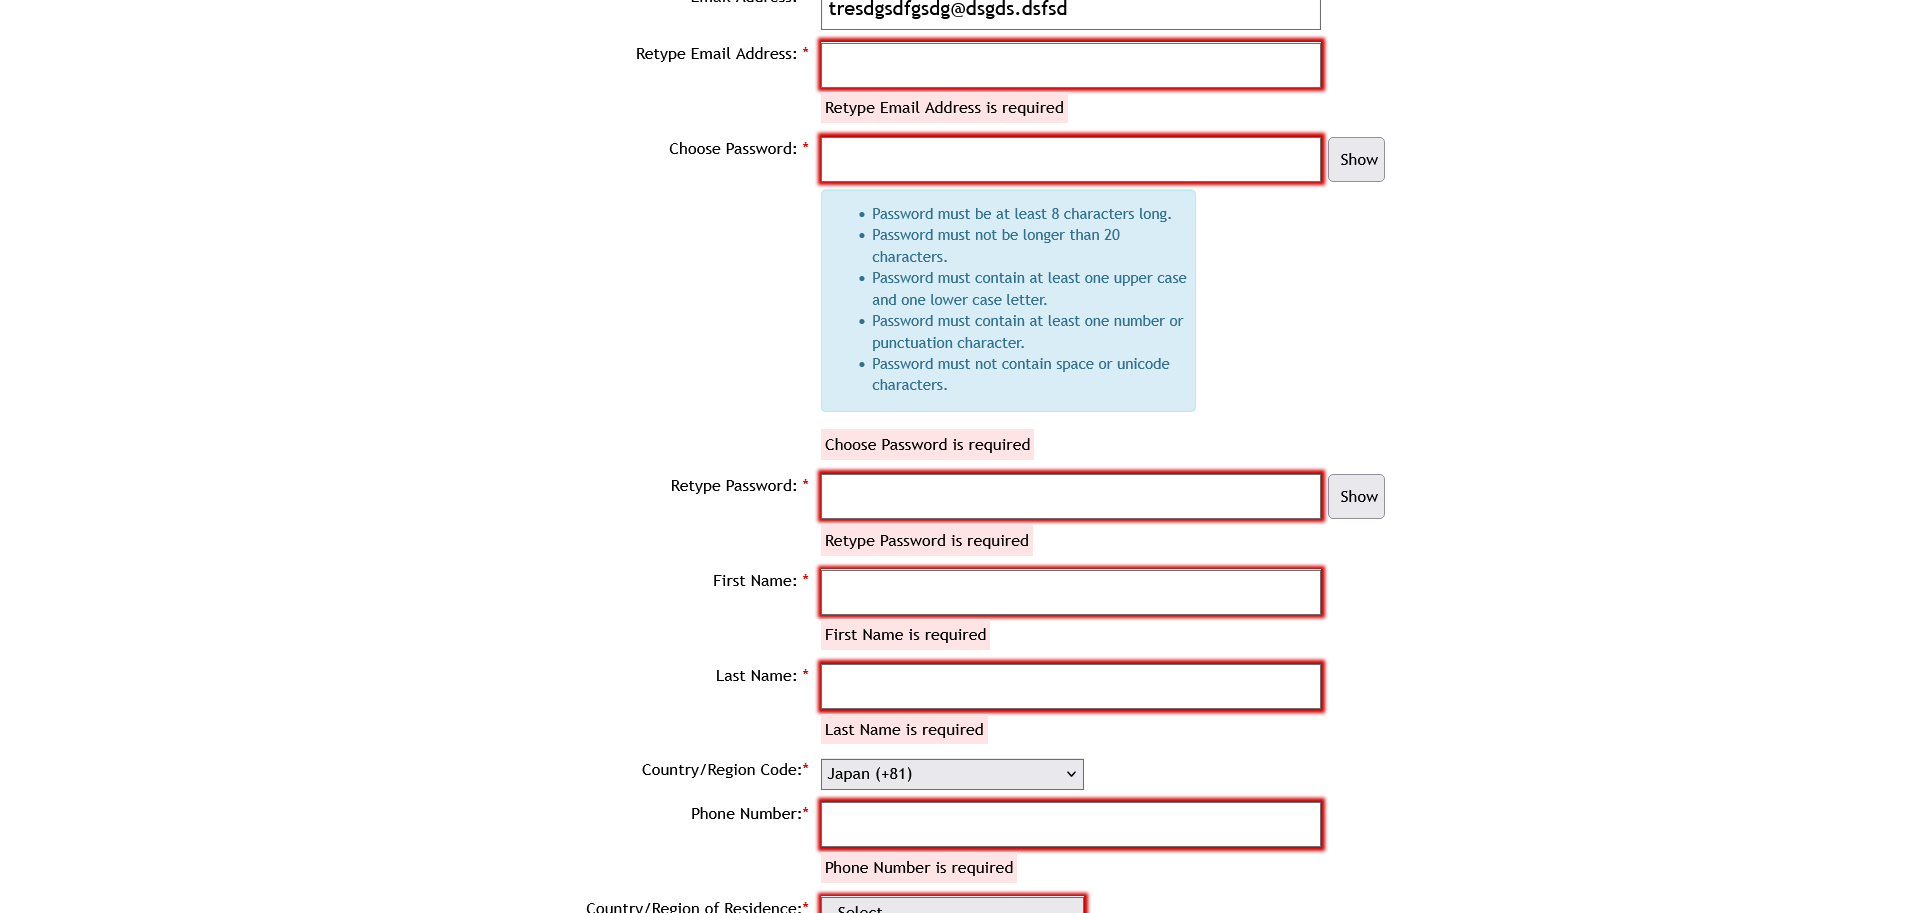 Email Address:
tresdgsdfgsdg@dsgds.dsfsd
Retype Email Address: *
Retype Email Address is required
Choose Password: *
Show
• Password must be at least 8 characters long.
• Password must not be longer than 20
characters.
• Password must contain at least one upper case
and one lower case letter.
• Password must contain at least one number or
punctuation character.
• Password must not contain space or unicode
characters.
Choose Password is required
Retype Password: *
Show
Retype Password is required
First Name: *
First Name is required
Last Name: *
Last Name is required
Country/Region Code:*
Japan (+81)
Phone Number:*
Phone Number is required
Country/Region of Residence:*
Select